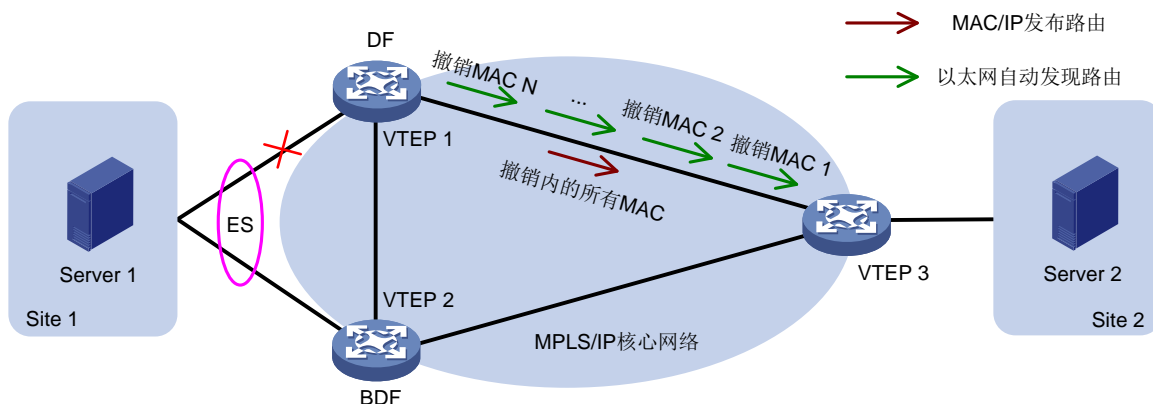 MAC/IP发布路由
以太网自动发现路由
DF
撤销MAC N
...
撤销MAC 2
撤销MAC 1
撤销内的所有MAC
VTEP 1
ES
Server 1
Site 1
VTEP 2
BDF
MPLS/IP核心网络
VTEP 3
Server 2
Site 2